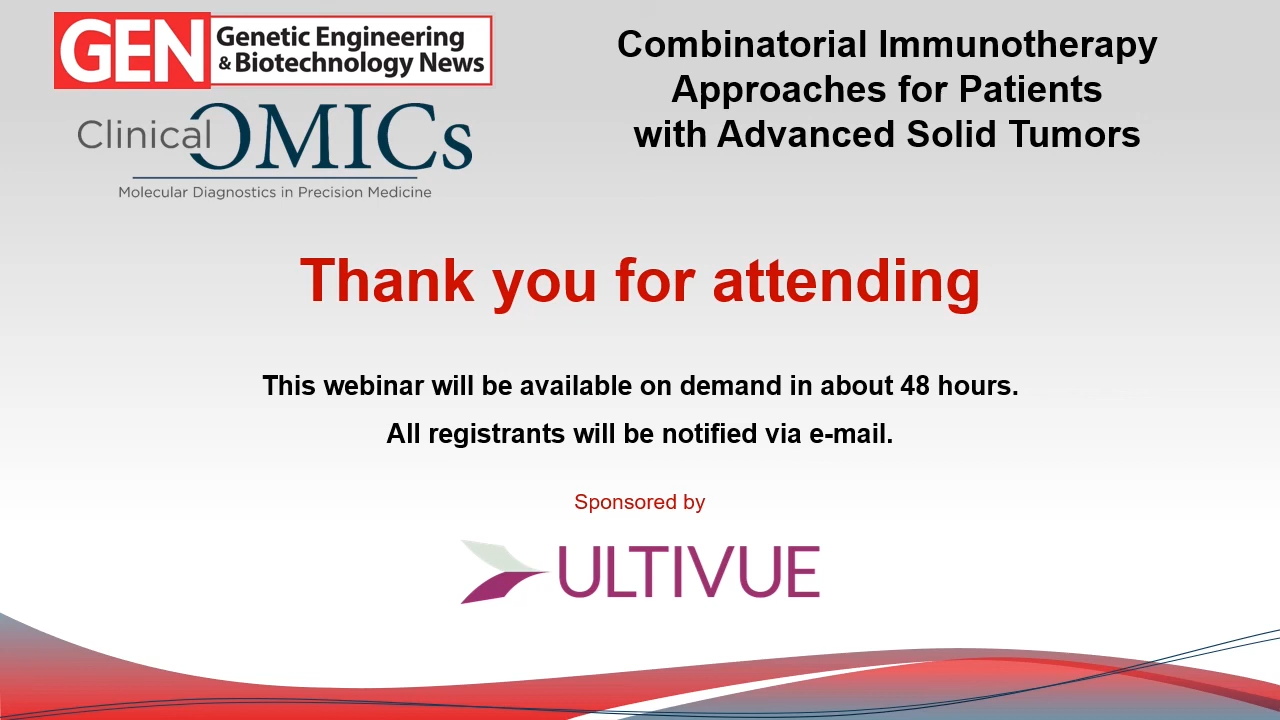 GEN Genetic Engineering
& Biotechnology News
Clinical OMICs
Molecular Diagnostics in Precision Medicine
Combinatorial Immunotherapy
Approaches for Patients
with Advanced Solid Tumors
Thank you for attending
This webinar will be available on demand in about 48 hours.
All registrants will be notified via e-mail.
Sponsored by
ULTIVUE